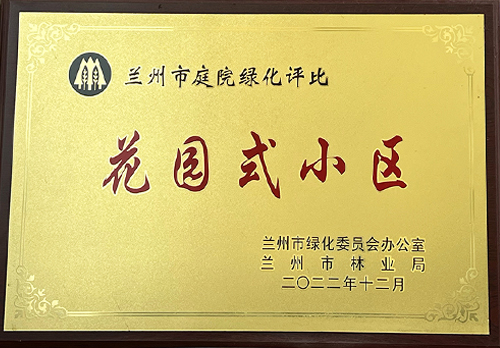 兰州市庭院绿化评比
花园式小区
兰州市绿化委员会办公室
兰州市林业局
二〇二二年十二月